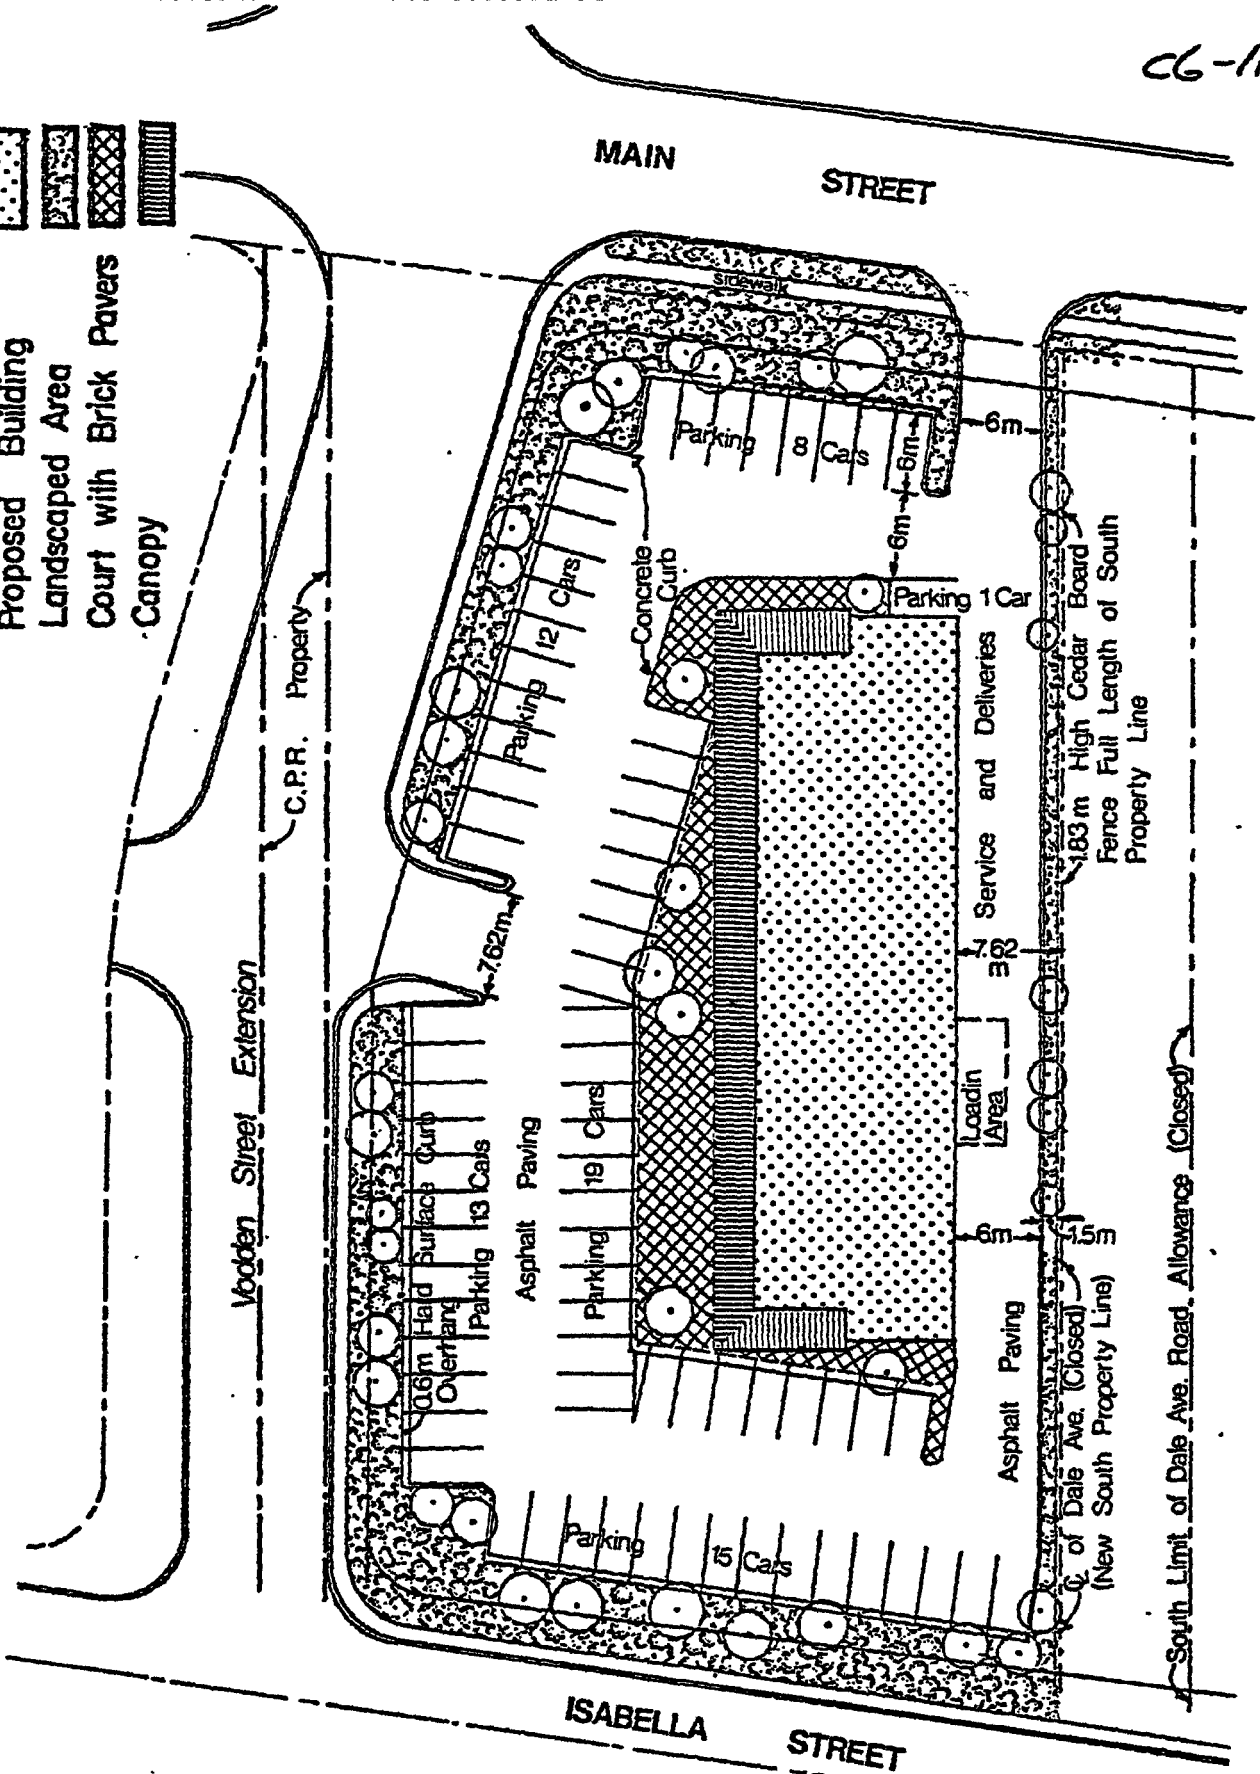 C6-
MAIN STREET
Proposed Building
Landscaped Area
Court with Brick Pavers
Canopy
sidewalk
C.P.R. Property
Parking 8 Cars
6m
6m
6m
Concrete
Curb
Parking 12 Cars
Parking 1 Car
Service and Deliveries
1.83m High Cedar Board
Fence Full Length of South
Property Line
7.62m
7.62
m
Vodden Street Extension
Loadin
Area
0.6m Hard Surface Curb
Overhang
Parking 13 Cars
Asphalt Paving
Parking 19 Cars
6m
1.5m
Asphalt Paving
℄ of Dale Ave. (Closed)
(New South Property Line)
South Limit of Dale Ave. Road Allowance (Closed)
Parking 15 Cars
ISABELLA STREET